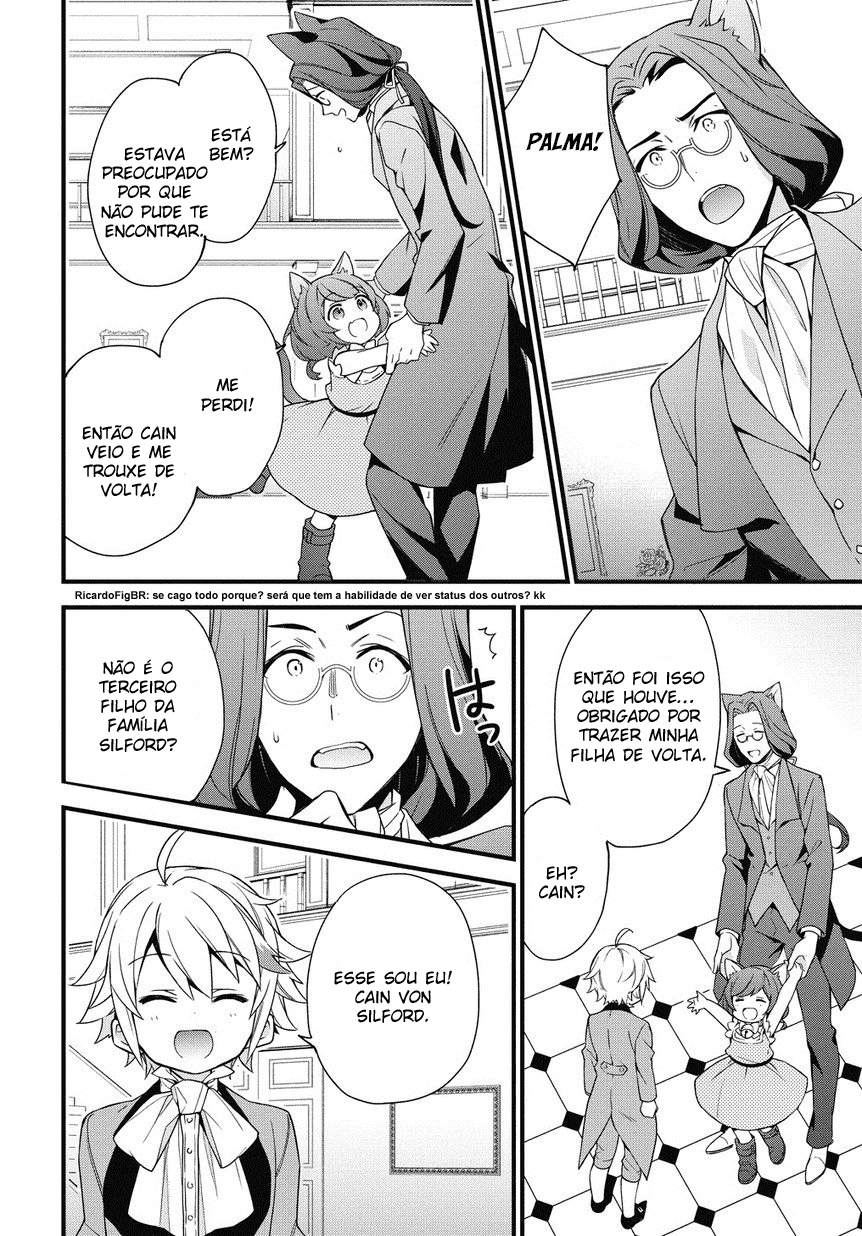 PALMA!
ESTÁ
BEM?
ESTAVA
PREOCUPADO
POR QUE
NÃO PUDE TE
ENCONTRAR.
ME
PERDI!
ENTÃO CAIN
VEIO E ME
TROUXE DE
VOLTA!
RicardoFigBR: se cago todo porque? será que tem a habilidade de ver status dos outros? kk
ENTÃO FOI ISSO
QUE HOUVE...
OBRIGADO POR
TRAZER MINHA
FILHA DE VOLTA.
EH?
CAIN?
NÃO É O
TERCEIRO
FILHO DA
FAMÍLIA
SILFORD?
はっ
ESSE SOU EU!
CAIN VON
SILFORD.